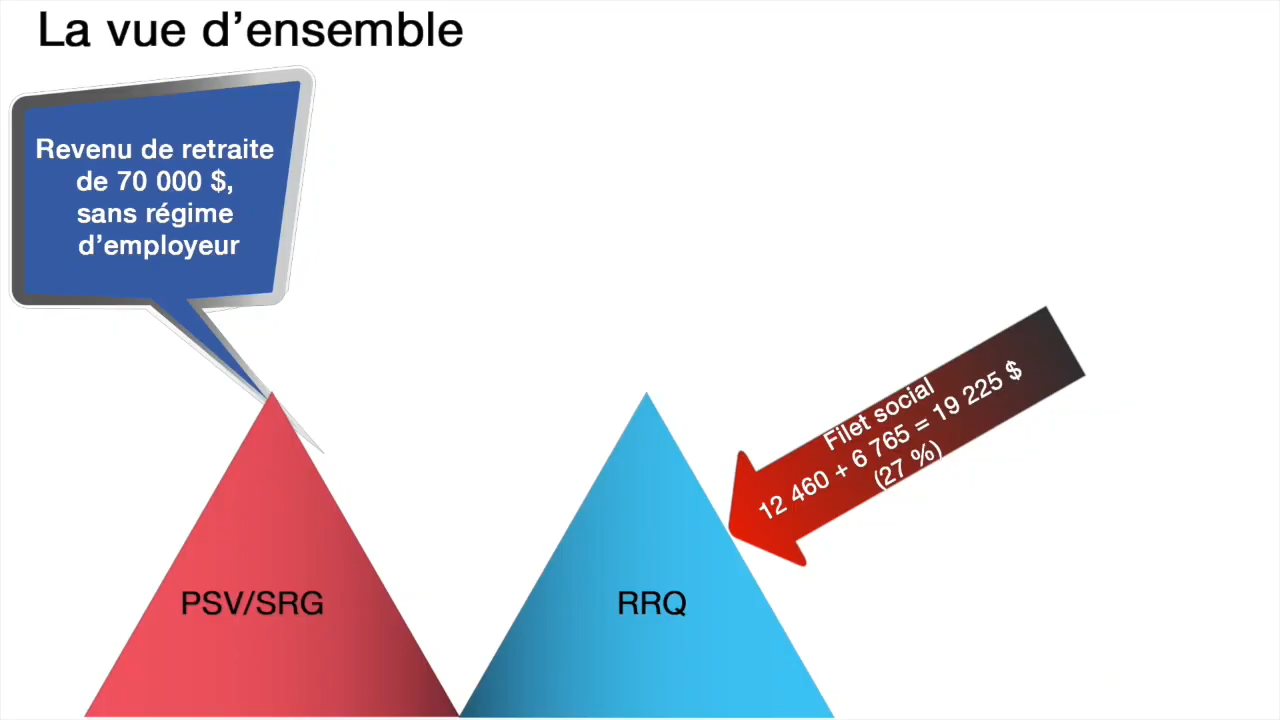 La vue d’ensemble
Revenu de retraite
de 70 000 $,
sans régime
d’employeur
Filet social
12 460 + 6 765 = 19 225 $
(27 %)
PSV/SRG
RRQ